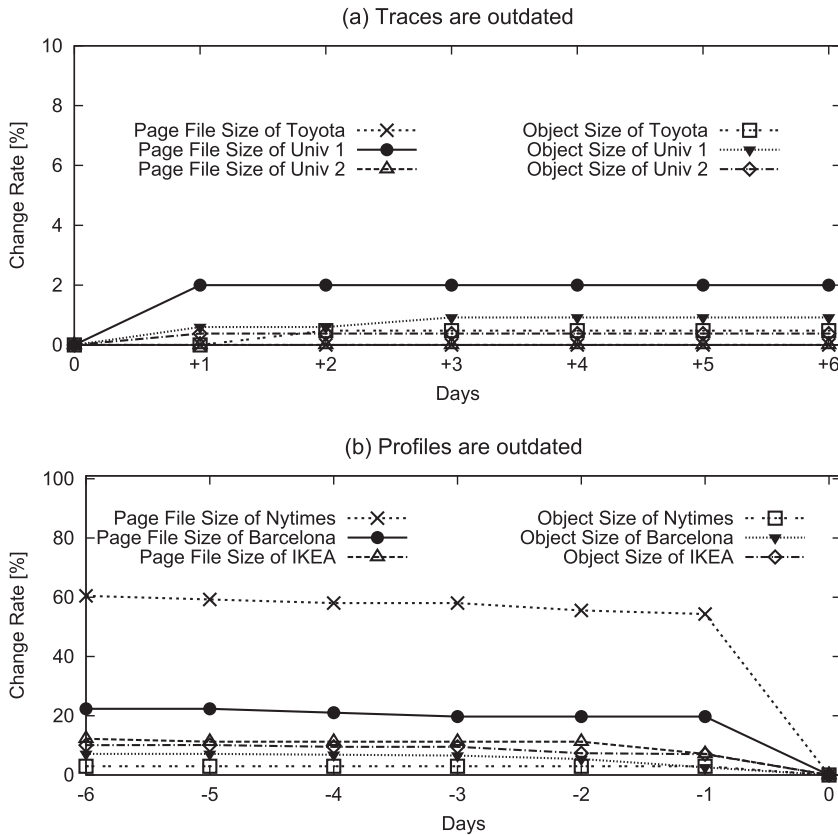 (a) Traces are outdated
10
8
6
4
2
0
Change Rate [%]
Page File Size of Toyota
Page File Size of Univ 1
Page File Size of Univ 2
Object Size of Toyota
Object Size of Univ 1
Object Size of Univ 2
0 +1 +2 +3 +4 +5 +6
Days
(b) Profiles are outdated
100
80
60
40
20
0
Change Rate [%]
Page File Size of Nytimes
Page File Size of Barcelona
Page File Size of IKEA
Object Size of Nytimes
Object Size of Barcelona
Object Size of IKEA
-6 -5 -4 -3 -2 -1 0
Days